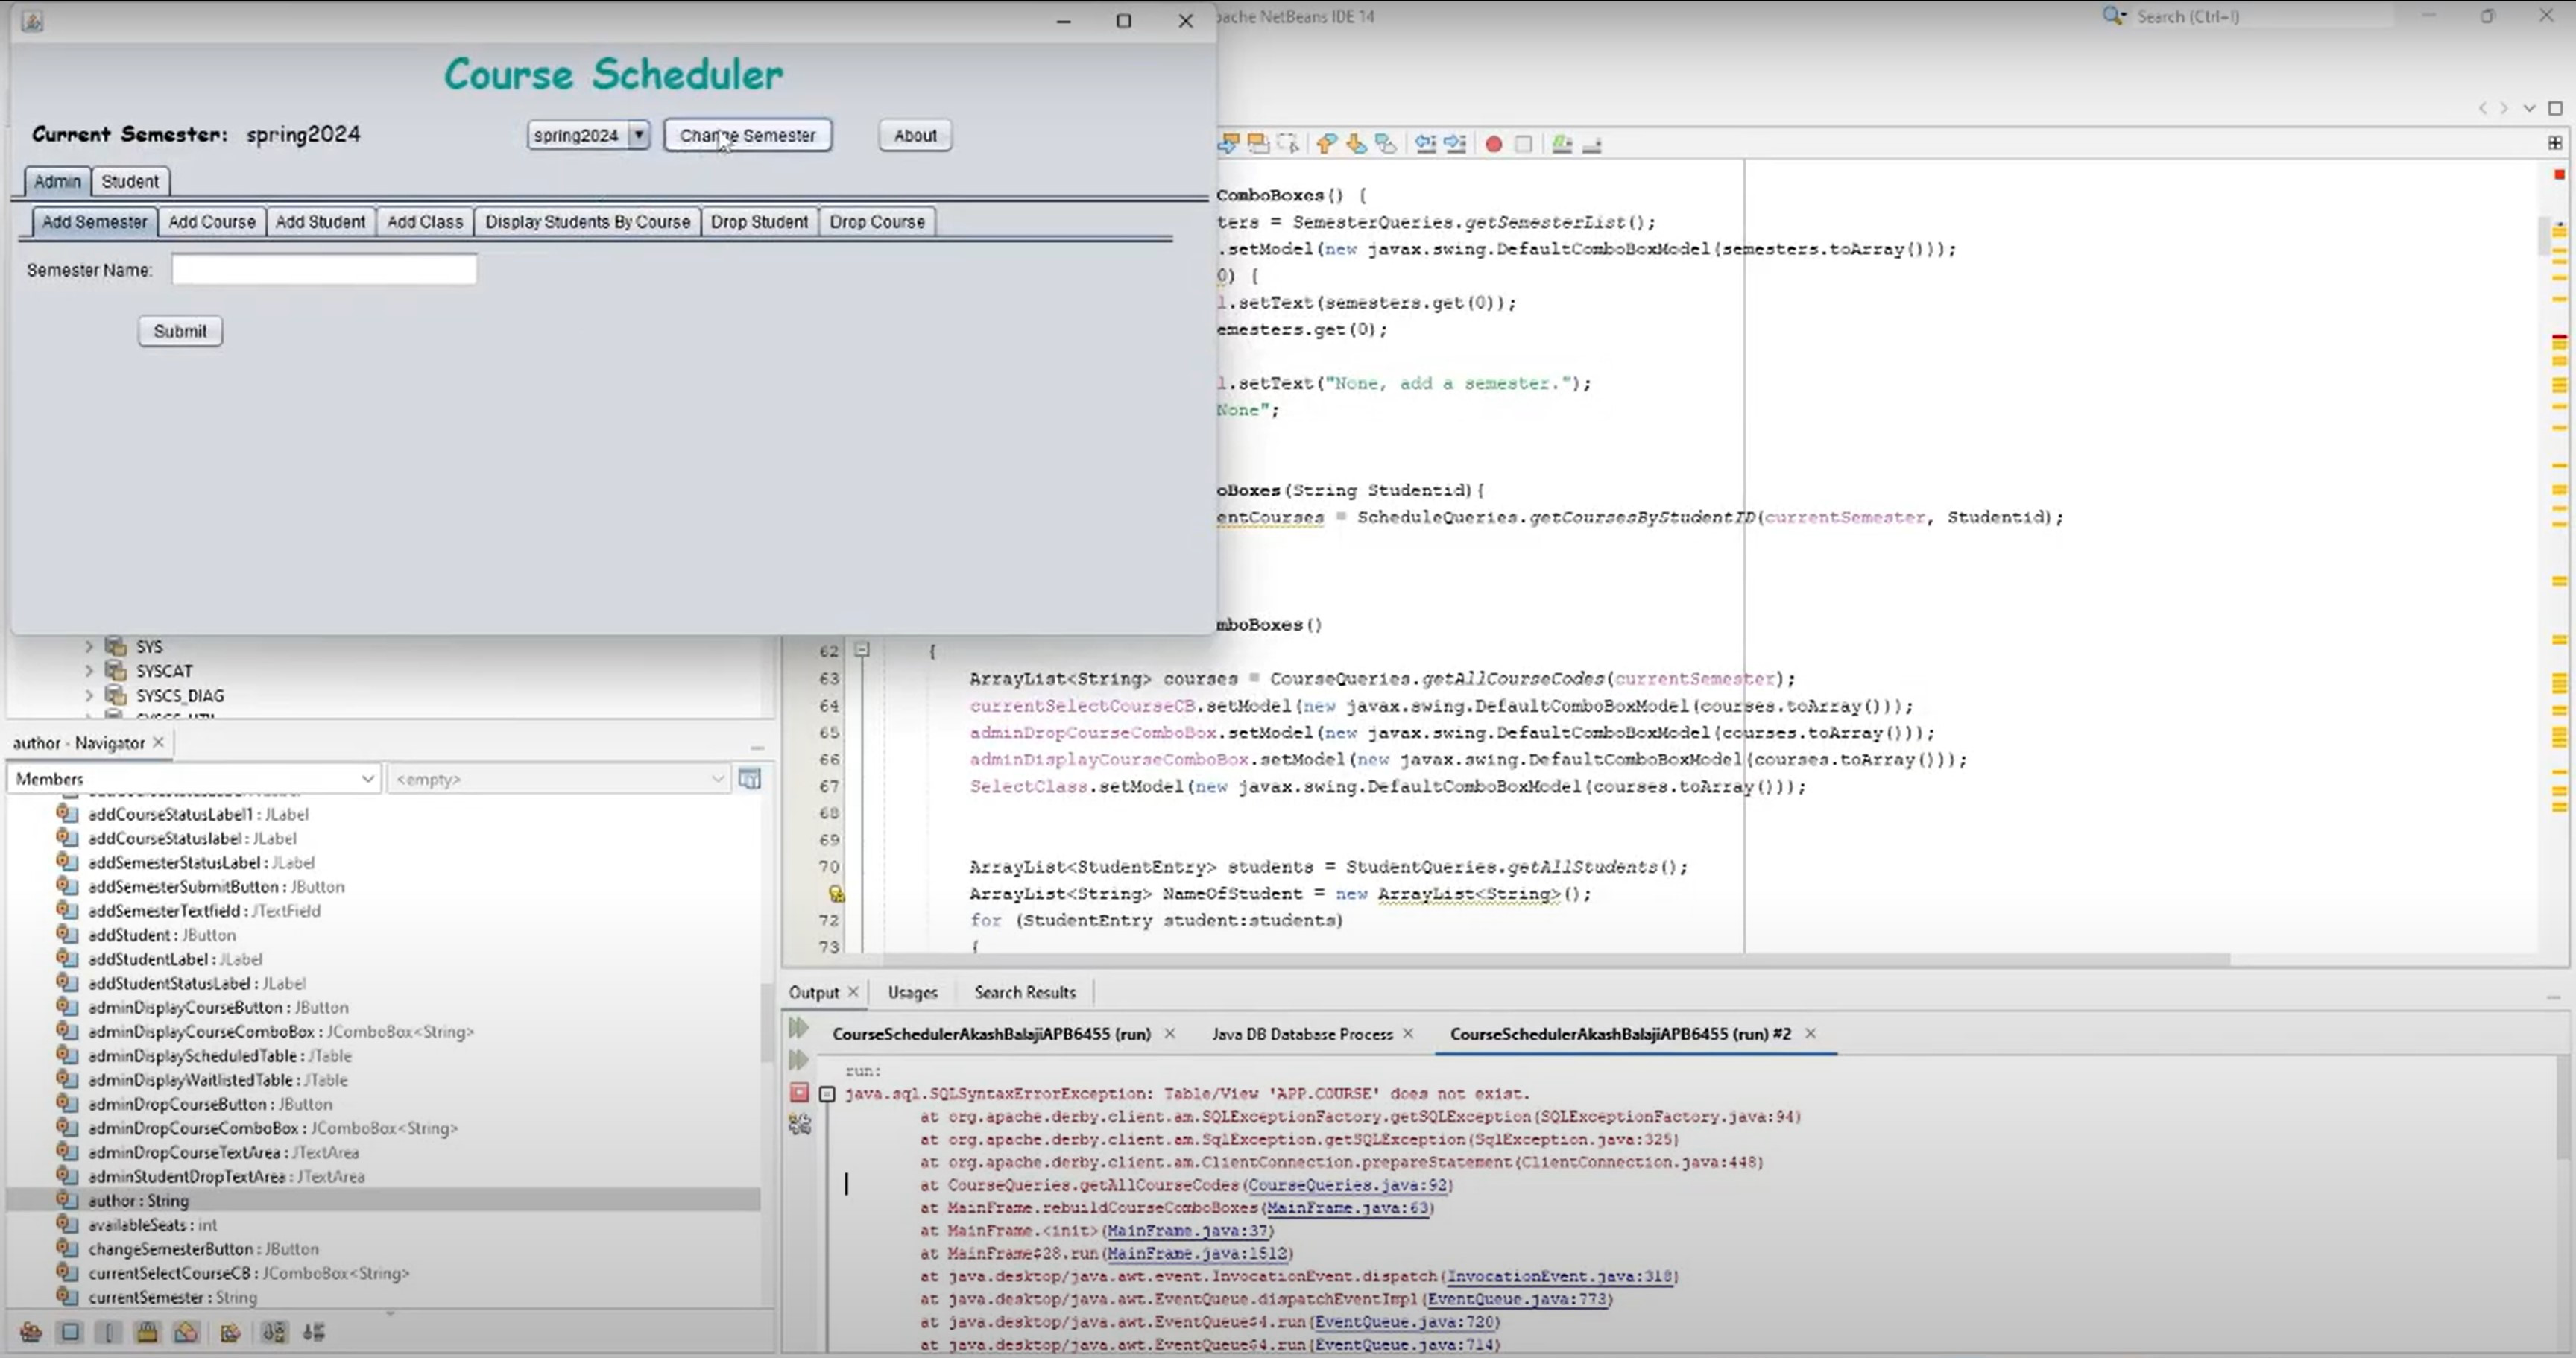 Course Scheduler
Current Semester: spring2024
spring2024
Change Semester
About
Admin
Student
Add Semester
Add Course
Add Student
Add Class
Display Students By Course
Drop Student
Drop Course
Semester Name:
Submit
NetBeans IDE 14
Search (Ctrl+I)
ComboBoxes() {
ters = SemesterQueries.getSemesterList();
.setModel(new javax.swing.DefaultComboBoxModel(semesters.toArray()));
0) {
l.setText(semesters.get(0));
emesters.get(0);
l.setText("None, add a semester.");
None";
oBoxes(String Studentid){
entCourses = ScheduleQueries.getCoursesByStudentID(currentSemester, Studentid);
mboBoxes()
62 {
63 ArrayList<String> courses = CourseQueries.getAllCourseCodes(currentSemester);
64 currentSelectCourseCB.setModel(new javax.swing.DefaultComboBoxModel(courses.toArray()));
65 adminDropCourseComboBox.setModel(new javax.swing.DefaultComboBoxModel(courses.toArray()));
66 adminDisplayCourseComboBox.setModel(new javax.swing.DefaultComboBoxModel(courses.toArray()));
67 SelectClass.setModel(new javax.swing.DefaultComboBoxModel(courses.toArray()));
68
69
70 ArrayList<StudentEntry> students = StudentQueries.getAllStudents();
ArrayList<String> NameOfStudent = new ArrayList<String>();
72 for (StudentEntry student:students)
73 {
SYS
SYSCAT
SYSCS_DIAG
author - Navigator
Members
<empty>
addCourseStatusLabel1 : JLabel
addCourseStatuslabel : JLabel
addSemesterStatusLabel : JLabel
addSemesterSubmitButton : JButton
addSemesterTextfield : JTextField
addStudent : JButton
addStudentLabel : JLabel
addStudentStatusLabel : JLabel
adminDisplayCourseButton : JButton
adminDisplayCourseComboBox : JComboBox<String>
adminDisplayScheduledTable : JTable
adminDisplayWaitlistedTable : JTable
adminDropCourseButton : JButton
adminDropCourseComboBox : JComboBox<String>
adminDropCourseTextArea : JTextArea
adminStudentDropTextArea : JTextArea
author : String
availableSeats : int
changeSemesterButton : JButton
currentSelectCourseCB : JComboBox<String>
currentSemester : String
Output
Usages
Search Results
CourseSchedulerAkashBalajiAPB6455 (run)
Java DB Database Process
CourseSchedulerAkashBalajiAPB6455 (run) #2
run:
java.sql.SQLSyntaxErrorException: Table/View 'APP.COURSE' does not exist.
at org.apache.derby.client.am.SQLExceptionFactory.getSQLException(SQLExceptionFactory.java:94)
at org.apache.derby.client.am.SqlException.getSQLException(SqlException.java:325)
at org.apache.derby.client.am.ClientConnection.prepareStatement(ClientConnection.java:448)
at CourseQueries.getAllCourseCodes(CourseQueries.java:92)
at MainFrame.rebuildCourseComboBoxes(MainFrame.java:63)
at MainFrame.<init>(MainFrame.java:37)
at MainFrame$28.run(MainFrame.java:1512)
at java.desktop/java.awt.event.InvocationEvent.dispatch(InvocationEvent.java:318)
at java.desktop/java.awt.EventQueue.dispatchEventImpl(EventQueue.java:773)
at java.desktop/java.awt.EventQueue$4.run(EventQueue.java:720)
at java.desktop/java.awt.EventQueue$4.run(EventQueue.java:714)